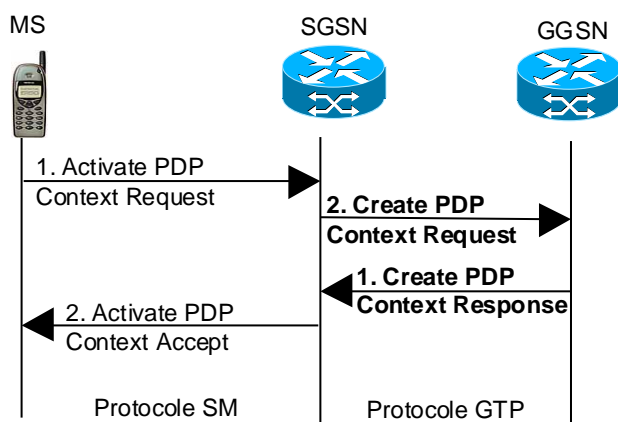 MS
SGSN
GGSN
1. Activate PDP
Context Request
2. Create PDP
Context Request
1. Create PDP
Context Response
2. Activate PDP
Context Accept
Protocole SM
Protocole GTP